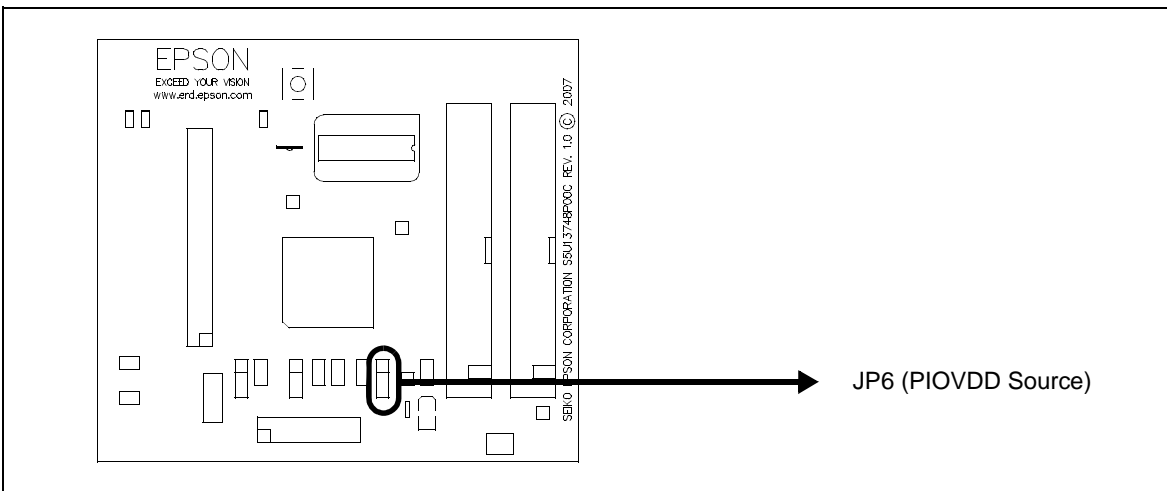 EPSON
EXCEED YOUR VISION
www.erd.epson.com
SEIKO EPSON CORPORATION S5U13748P00C REV. 1.0 © 2007
JP6 (PIOVDD Source)